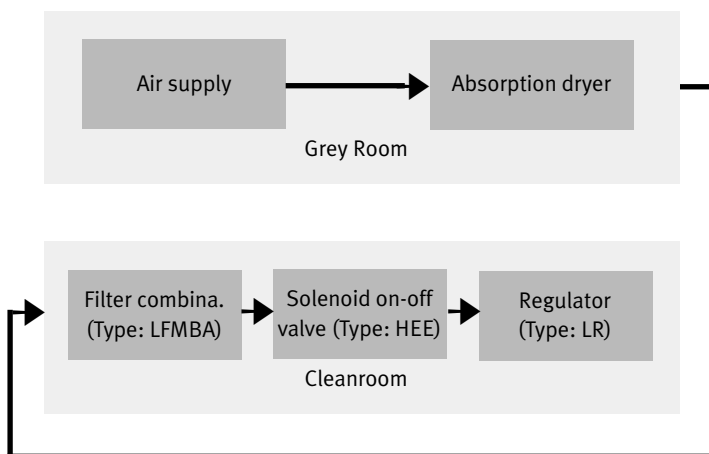 Air supply
Absorption dryer
Grey Room
Filter combina.
(Type: LFMBA)
Solenoid on-off
valve (Type: HEE)
Regulator
(Type: LR)
Cleanroom